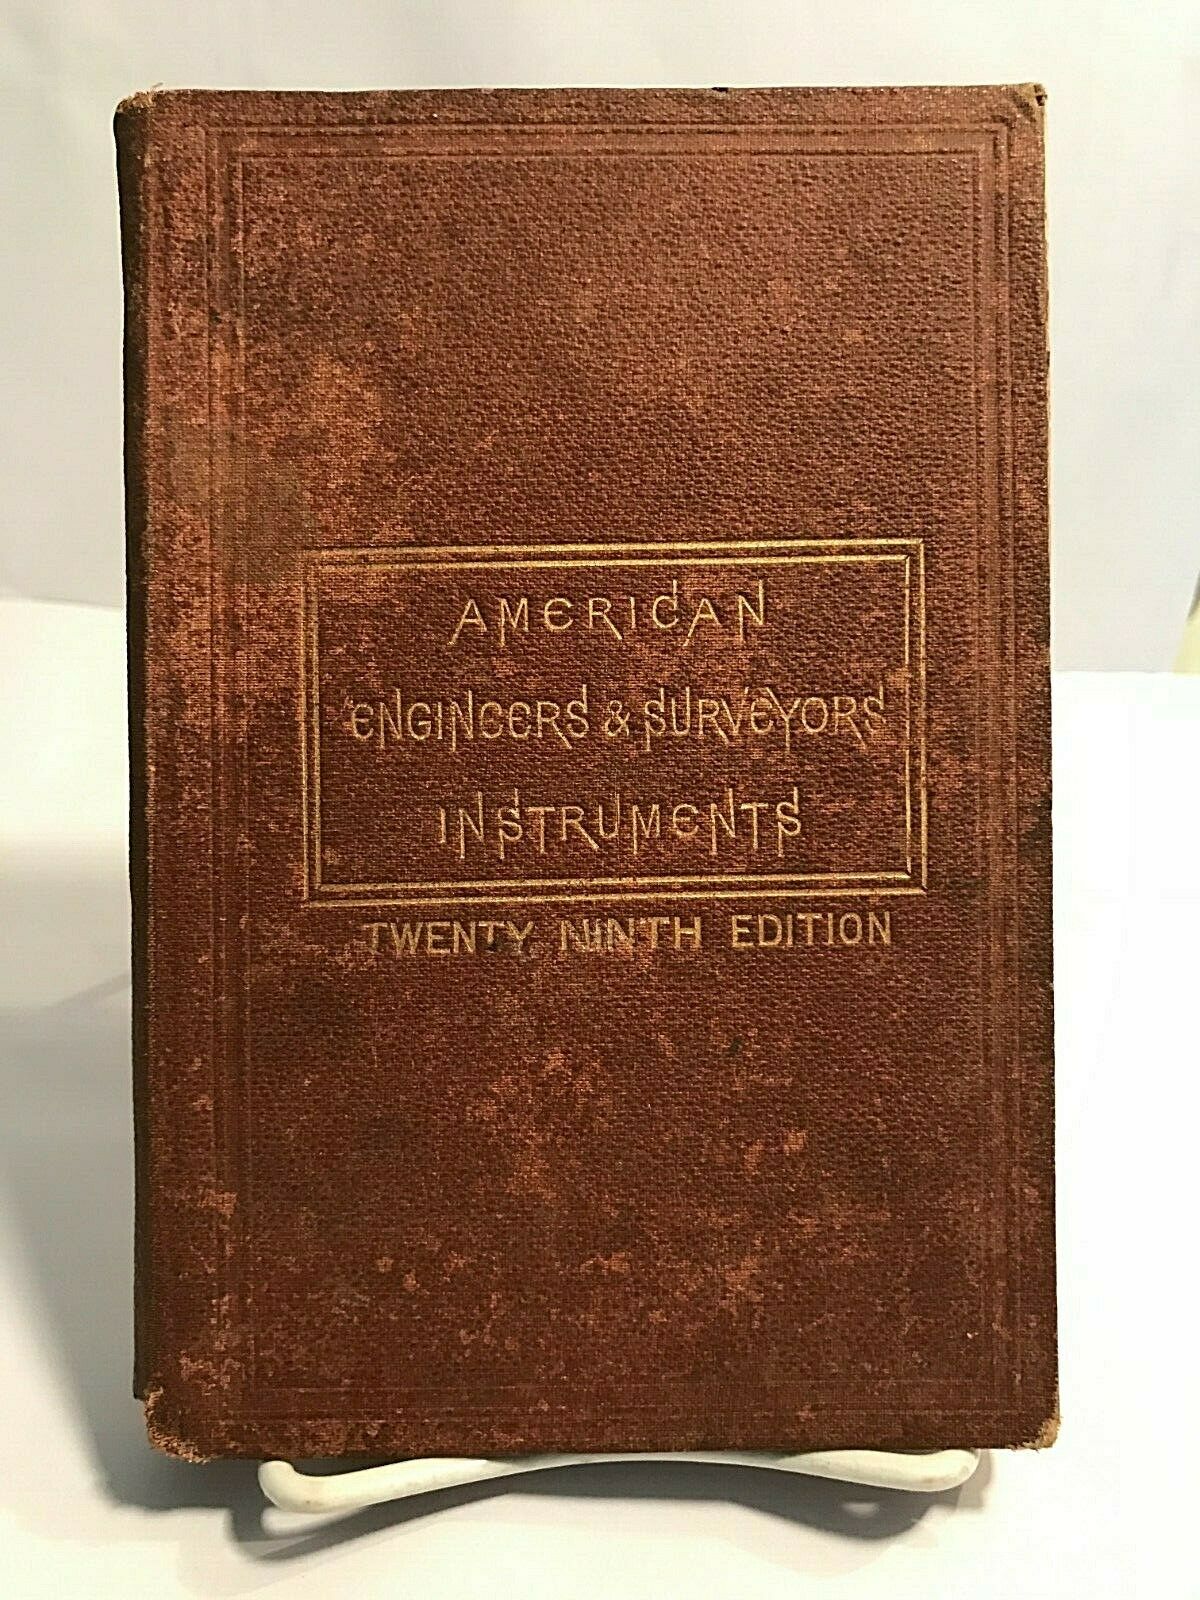 AMERICAN
ENGINEERS & SURVEYORS
INSTRUMENTS
TWENTY NINTH EDITION